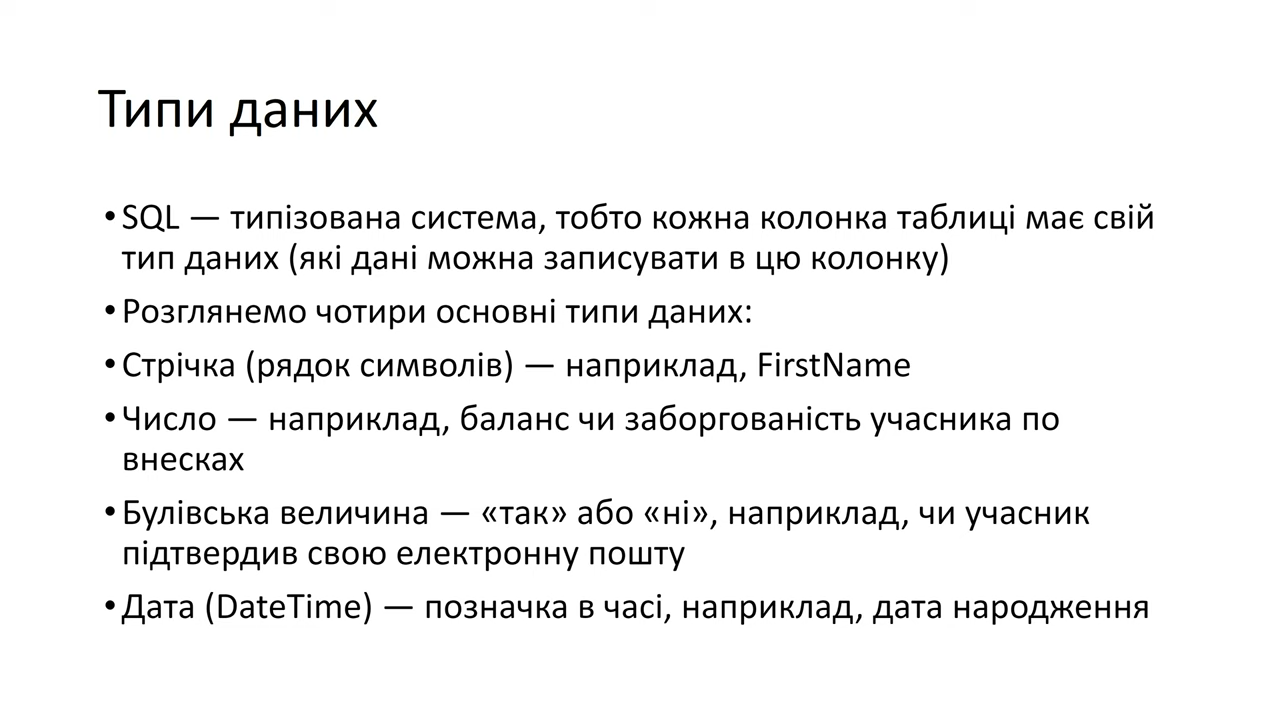 Типи даних
•SQL — типізована система, тобто кожна колонка таблиці має свій
тип даних (які дані можна записувати в цю колонку)
•Розглянемо чотири основні типи даних:
•Стрічка (рядок символів) — наприклад, FirstName
•Число — наприклад, баланс чи заборгованість учасника по
внесках
•Булівська величина — «так» або «ні», наприклад, чи учасник
підтвердив свою електронну пошту
•Дата (DateTime) — позначка в часі, наприклад, дата народження